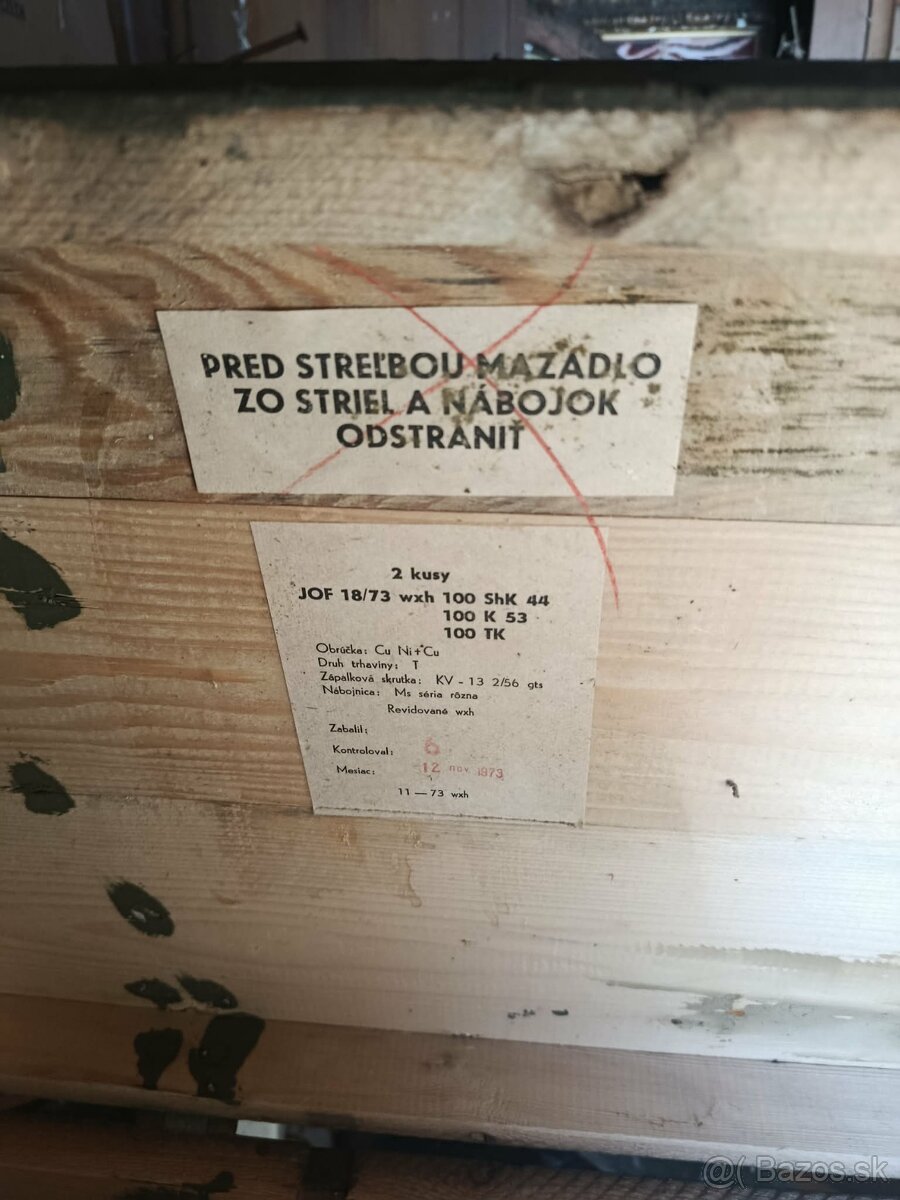 PRED STREĽBOU MAZADLO
ZO STRIEL A NÁBOJOK
ODSTRANIŤ
2 kusy
JOF 18/73 wxh 100 ShK 44
100 K 53
100 TK
Obrúčka: Cu Ni+Cu
Druh trhaviny: T
Zápalková skrutka: KV - 13 2/56 gts
Nábojnica: Ms séria rôzna
Revidované wxh
Zabalil:
Kontroloval: 6
Mesiac: 12 nov 1973
11 — 73 wxh
@( Bazos.sk